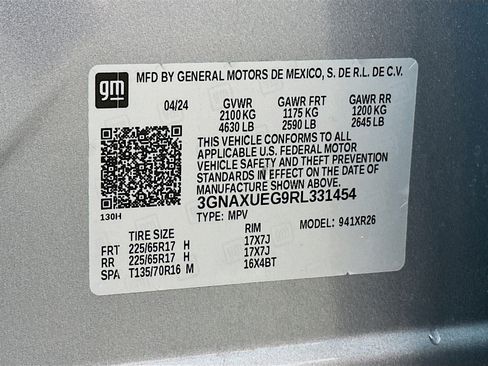 gm
MFD BY GENERAL MOTORS DE MEXICO, S. DE R.L. DE C.V.
04/24 GVWR GAWR FRT GAWR RR
2100 KG 1175 KG 1200 KG
4630 LB 2590 LB 2645 LB
THIS VEHICLE CONFORMS TO ALL
APPLICABLE U.S. FEDERAL MOTOR
VEHICLE SAFETY AND THEFT PREVENTION
STANDARDS IN EFFECT ON THE DATE OF
MANUFACTURE SHOWN ABOVE.
3GNAXUEG9RL331454
130H TYPE: MPV MODEL: 941XR26
TIRE SIZE RIM
FRT 225/65R17 H 17X7J
RR 225/65R17 H 17X7J
SPA T135/70R16 M 16X4BT